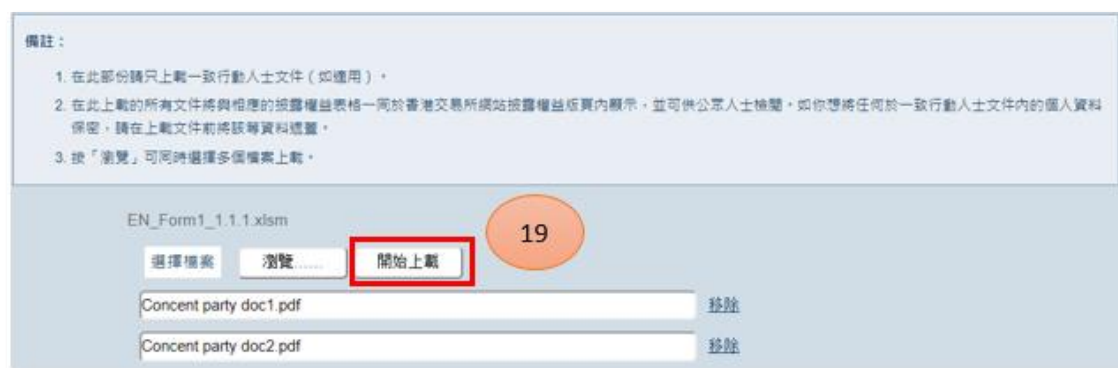 備註：
1. 在此部份請只上載一致行動人士文件（如適用）。
2. 在此上載的所有文件將與相應的披露權益表格一同於香港交易所網站披露權益版頁內顯示，並可供公眾人士檢閱。如你想將任何於一致行動人士文件內的個人資料
保密，請在上載文件前將該等資料遮蓋。
3. 按「瀏覽」可同時選擇多個檔案上載。
EN_Form1_1.1.1.xlsm
19
選擇檔案 瀏覽...... 開始上載
Concent party doc1.pdf 移除
Concent party doc2.pdf 移除